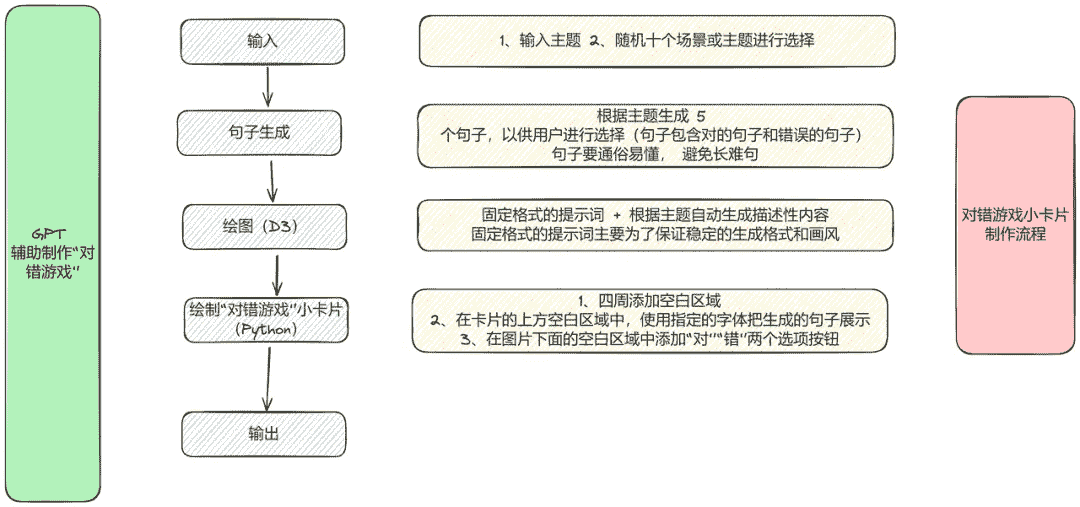 GPT
辅助制作“对
错游戏”
输入
1、输入主题 2、随机十个场景或主题进行选择
句子生成
根据主题生成 5
个句子，以供用户进行选择（句子包含对的句子和错误的句子）
句子要通俗易懂， 避免长难句
绘图（D3）
固定格式的提示词 + 根据主题自动生成描述性内容
固定格式的提示词主要为了保证稳定的生成格式和画风
绘制“对错游戏”小卡片
（Python）
1、四周添加空白区域
2、在卡片的上方空白区域中，使用指定的字体把生成的句子展示
3、在图片下面的空白区域中添加“对”“错”两个选项按钮
输出
对错游戏小卡片
制作流程